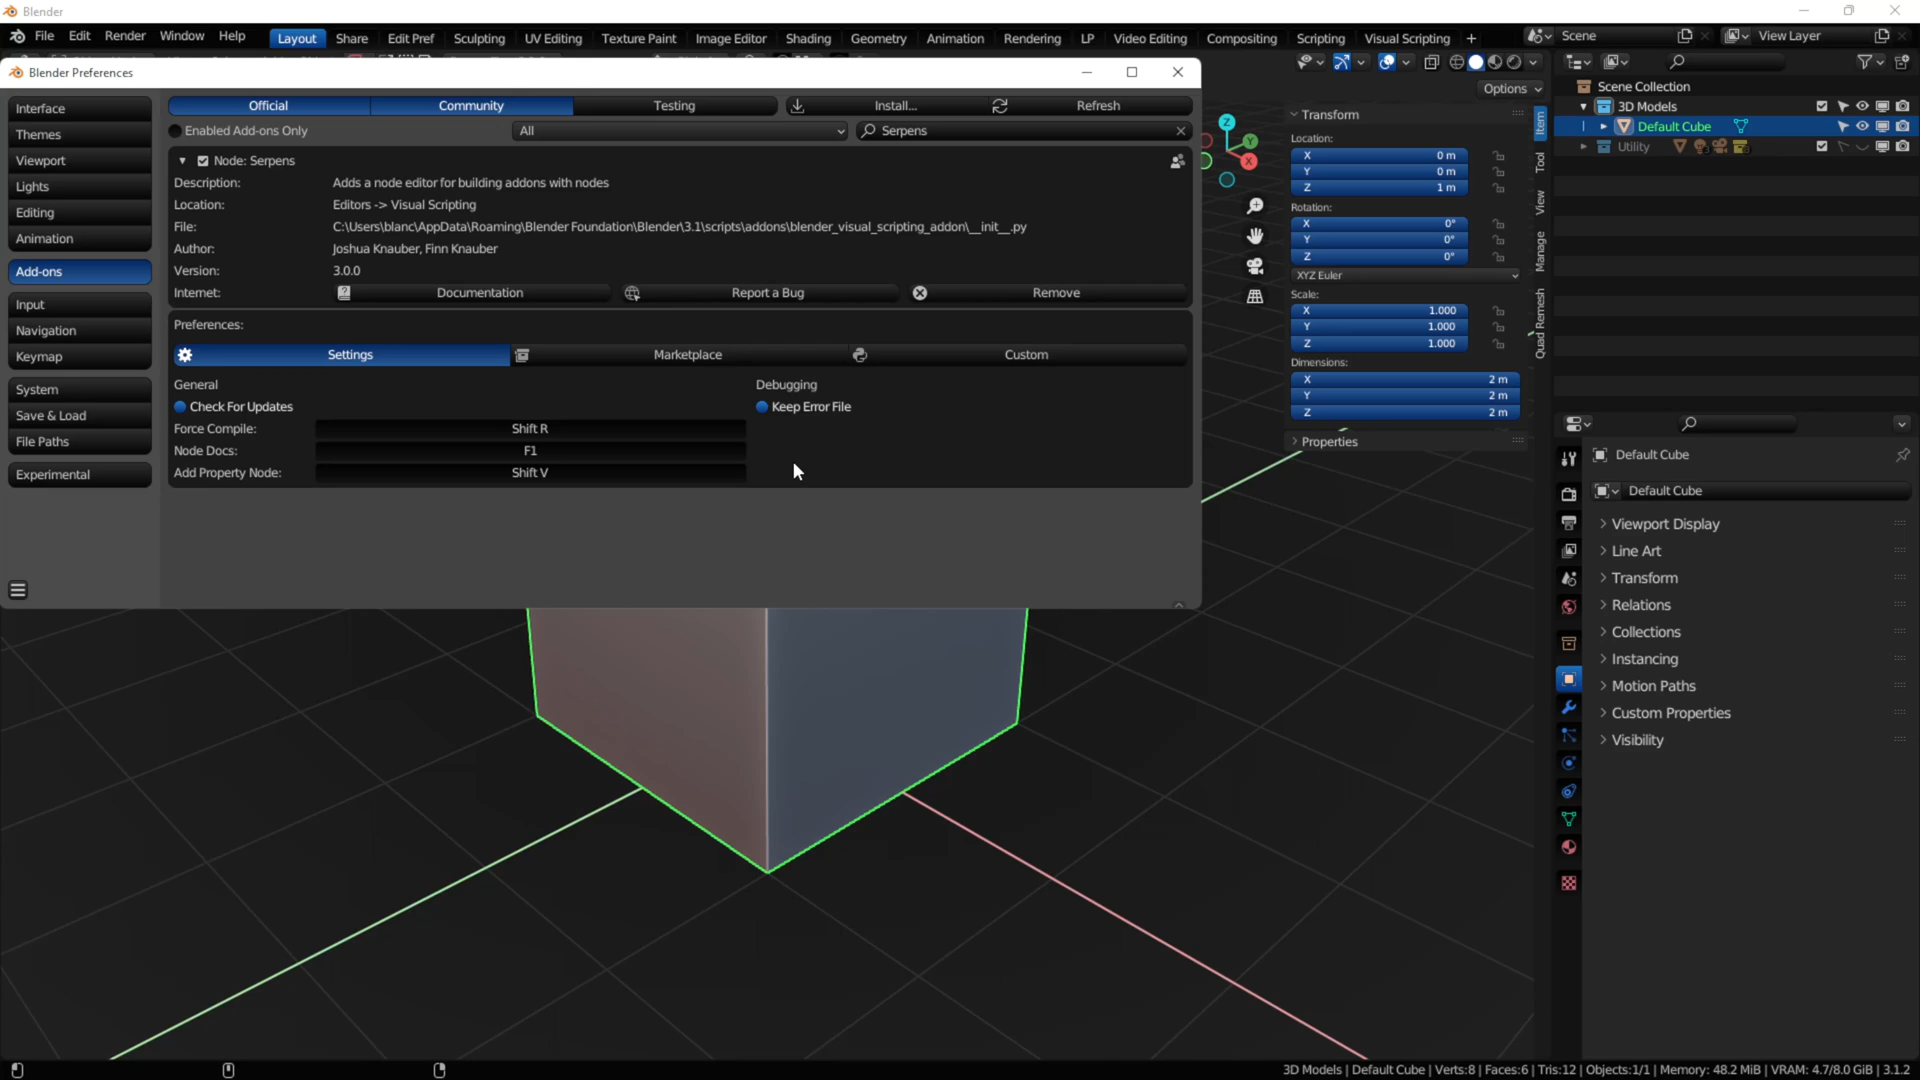 Blender
File Edit Render Window Help Layout Share Edit Pref Sculpting UV Editing Texture Paint Image Editor Shading Geometry Animation Rendering LP Video Editing Compositing Scripting Visual Scripting + Scene View Layer
Blender Preferences
Options
Interface
Themes
Viewport
Lights
Editing
Animation
Add-ons
Input
Navigation
Keymap
System
Save & Load
File Paths
Experimental
Official Community Testing Install... Refresh
Enabled Add-ons Only All Serpens
Node: Serpens
Description: Adds a node editor for building addons with nodes
Location: Editors -> Visual Scripting
File: C:\Users\blanc\AppData\Roaming\Blender Foundation\Blender\3.1\scripts\addons\blender_visual_scripting_addon\__init__.py
Author: Joshua Knauber, Finn Knauber
Version: 3.0.0
Internet: Documentation Report a Bug Remove
Preferences:
Settings Marketplace Custom
General Debugging
Check For Updates Keep Error File
Force Compile: Shift R
Node Docs: F1
Add Property Node: Shift V
Z
Y
X
Transform
Location:
X 0 m
Y 0 m
Z 1 m
Rotation:
X 0°
Y 0°
Z 0°
XYZ Euler
Scale:
X 1.000
Y 1.000
Z 1.000
Dimensions:
X 2 m
Y 2 m
Z 2 m
Properties
Item
Tool
View
Manage
Quad Remesh
Scene Collection
3D Models
Default Cube
Utility
Default Cube
Default Cube
Viewport Display
Line Art
Transform
Relations
Collections
Instancing
Motion Paths
Custom Properties
Visibility
3D Models | Default Cube | Verts:8 | Faces:6 | Tris:12 | Objects:1/1 | Memory: 48.2 MiB | VRAM: 4.7/8.0 GiB | 3.1.2